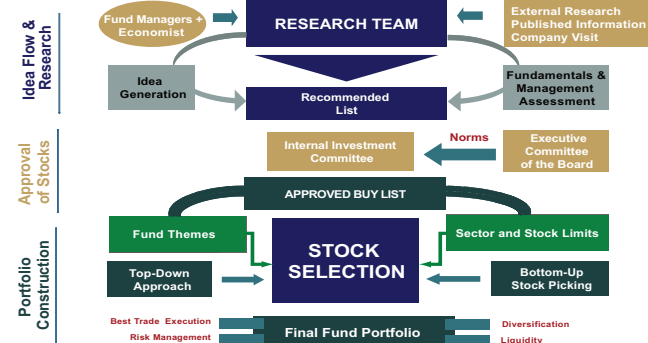 Idea Flow &
Research
Fund Managers +
Economist
RESEARCH TEAM
External Research
Published Information
Company Visit
Idea
Generation
Recommended
List
Fundamentals &
Management
Assessment
Approval
of Stocks
Internal Investment
Committee
Norms
Executive
Committee
of the Board
APPROVED BUY LIST
Portfolio
Construction
Fund Themes
STOCK
SELECTION
Sector and Stock Limits
Top-Down
Approach
Bottom-Up
Stock Picking
Best Trade Execution
Risk Management
Final Fund Portfolio
Diversification
Liquidity